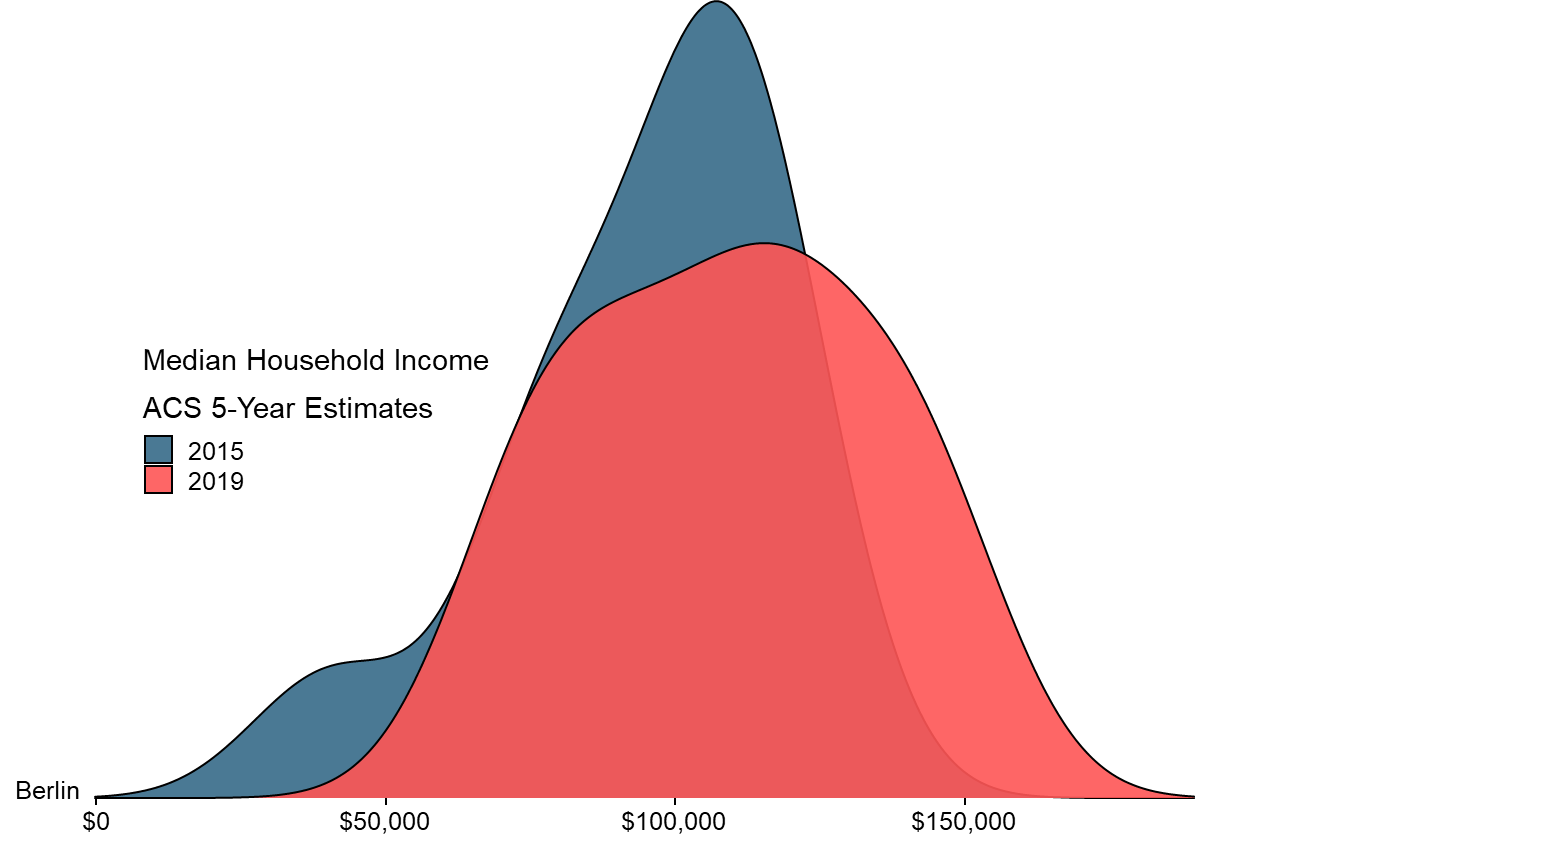 Median Household Income
ACS 5-Year Estimates
2015
2019
Berlin
$0 $50,000 $100,000 $150,000